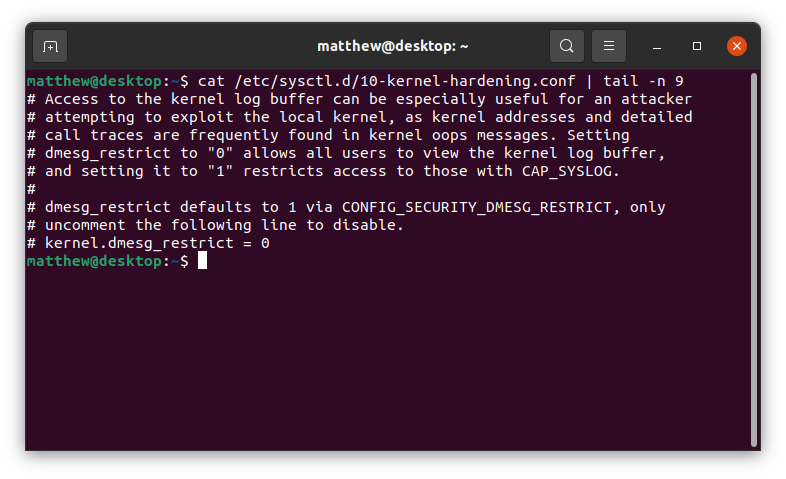 matthew@desktop: ~
matthew@desktop:~$ cat /etc/sysctl.d/10-kernel-hardening.conf | tail -n 9
# Access to the kernel log buffer can be especially useful for an attacker
# attempting to exploit the local kernel, as kernel addresses and detailed
# call traces are frequently found in kernel oops messages. Setting
# dmesg_restrict to "0" allows all users to view the kernel log buffer,
# and setting it to "1" restricts access to those with CAP_SYSLOG.
#
# dmesg_restrict defaults to 1 via CONFIG_SECURITY_DMESG_RESTRICT, only
# uncomment the following line to disable.
# kernel.dmesg_restrict = 0
matthew@desktop:~$